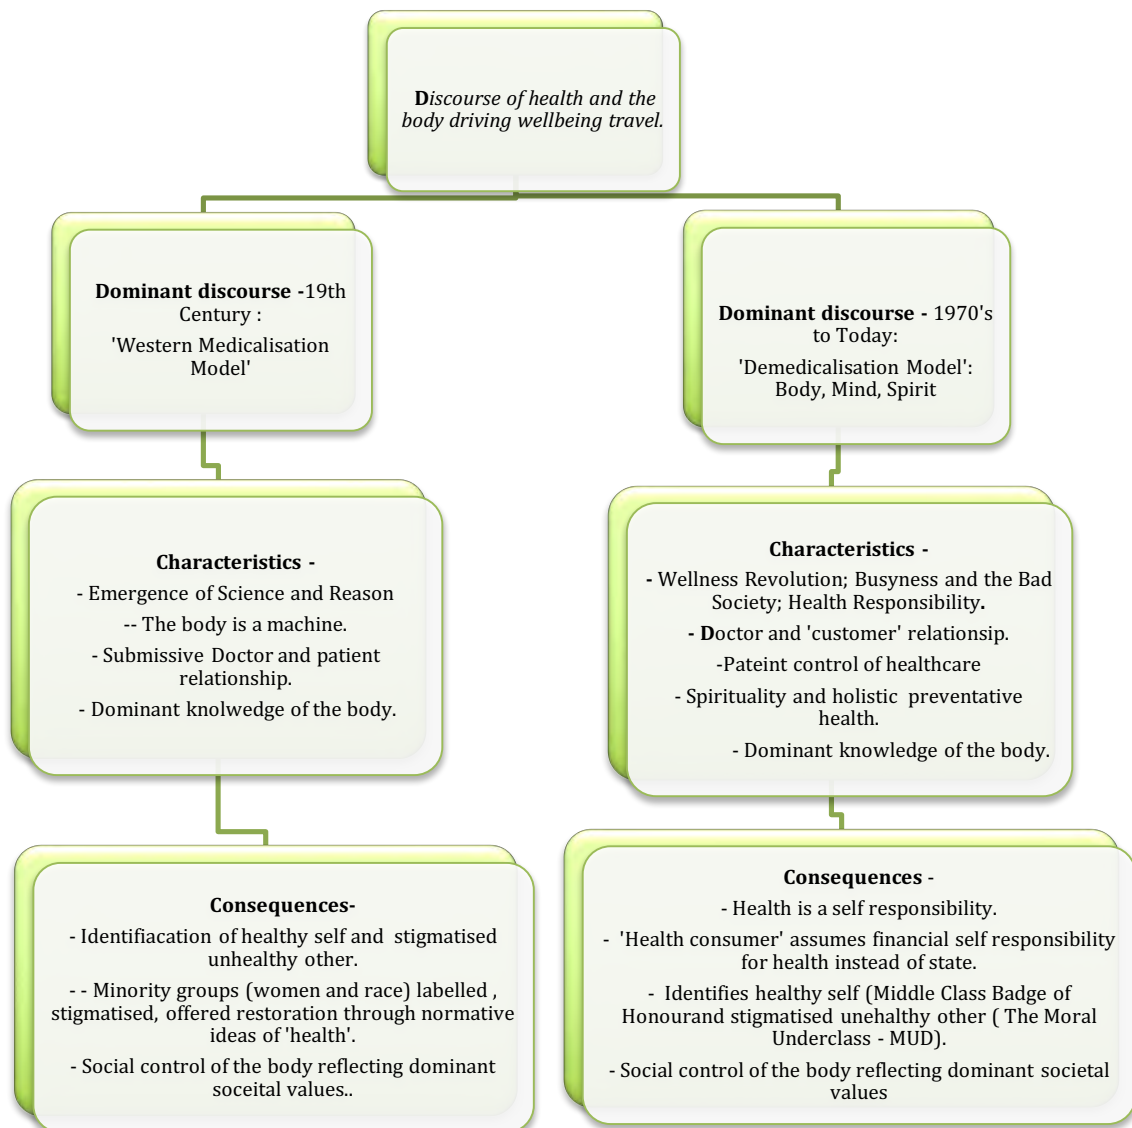 Discourse of health and the
body driving wellbeing travel.
Dominant discourse -19th
Century :
'Western Medicalisation
Model'
Dominant discourse - 1970's
to Today:
'Demedicalisation Model':
Body, Mind, Spirit
Characteristics -
- Emergence of Science and Reason
-- The body is a machine.
- Submissive Doctor and patient
relationship.
- Dominant knolwedge of the body.
Characteristics -
- Wellness Revolution; Busyness and the Bad
Society; Health Responsibility.
- Doctor and 'customer' relationsip.
-Pateint control of healthcare
- Spirituality and holistic preventative
health.
- Dominant knowledge of the body.
Consequences-
- Identifiacation of healthy self and stigmatised
unhealthy other.
- - Minority groups (women and race) labelled ,
stigmatised, offered restoration through normative
ideas of 'health'.
- Social control of the body reflecting dominant
soceital values..
Consequences -
- Health is a self responsibility.
- 'Health consumer' assumes financial self responsibility
for health instead of state.
- Identifies healthy self (Middle Class Badge of
Honourand stigmatised unehalthy other ( The Moral
Underclass - MUD).
- Social control of the body reflecting dominant societal
values